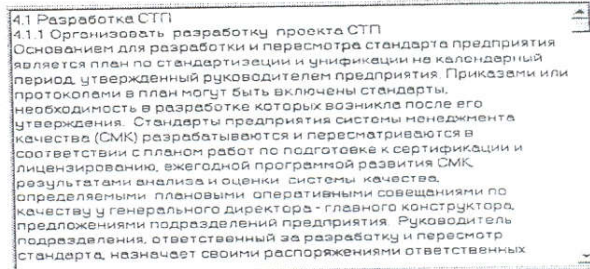 4.1 Разработка СТП
4.1.1 Организовать разработку проекта СТП
Основанием для разработки и пересмотра стандарта предприятия
является план по стандартизации и унификации на календарный
период, утвержденный руководителем предприятия. Приказами или
протоколами в план могут быть включены стандарты,
необходимость в разработке которых возникла после его
утверждения. Стандарты предприятия системы менеджмента
качества (СМК) разрабатываются и пересматриваются в
соответствии с планом работ по подготовке к сертификации и
лицензированию, ежегодной программой развития СМК,
результатами анализа и оценки системы качества,
определяемыми плановыми оперативными совещаниями по
качеству у генерального директора - главного конструктора,
предложениями подразделений предприятия. Руководитель
подразделения, ответственный за разработку и пересмотр
стандарта, назначает своими распоряжениями ответственных